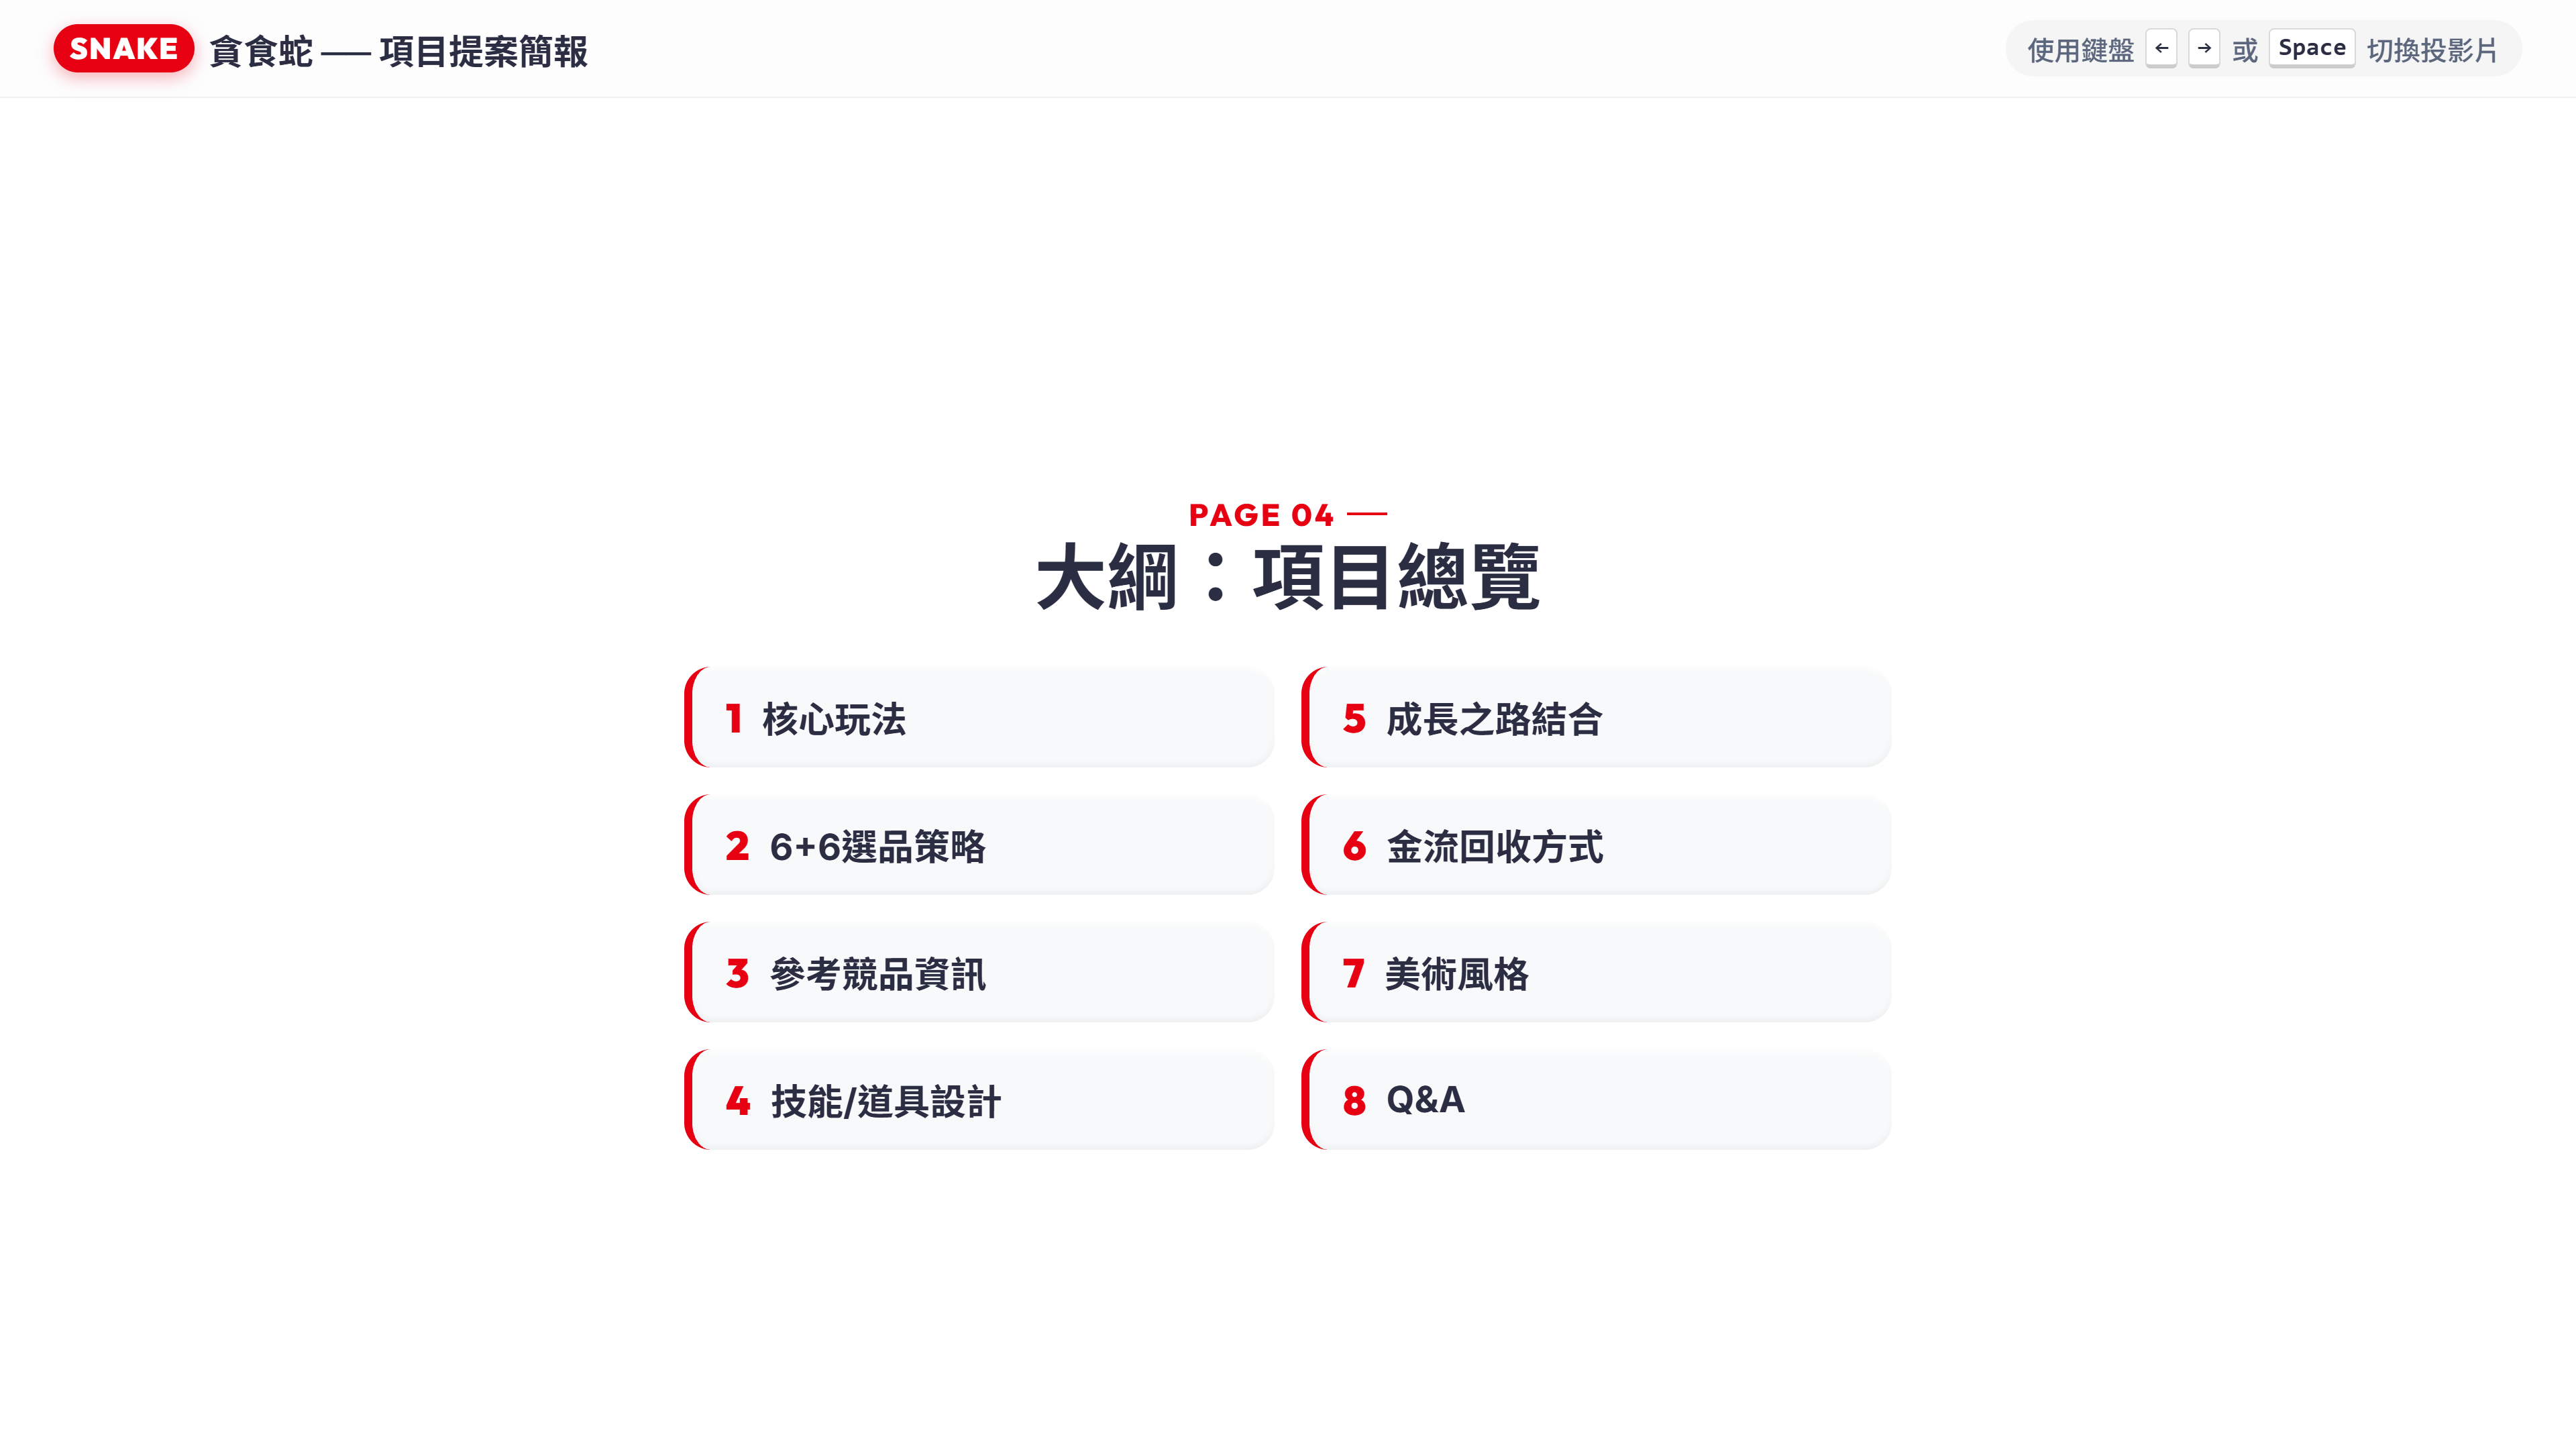 SNAKE 貪食蛇 —— 項目提案簡報
使用鍵盤 ← → 或 Space 切換投影片
PAGE 04 —
大綱：項目總覽
1 核心玩法
2 6+6選品策略
3 參考競品資訊
4 技能/道具設計
5 成長之路結合
6 金流回收方式
7 美術風格
8 Q&A